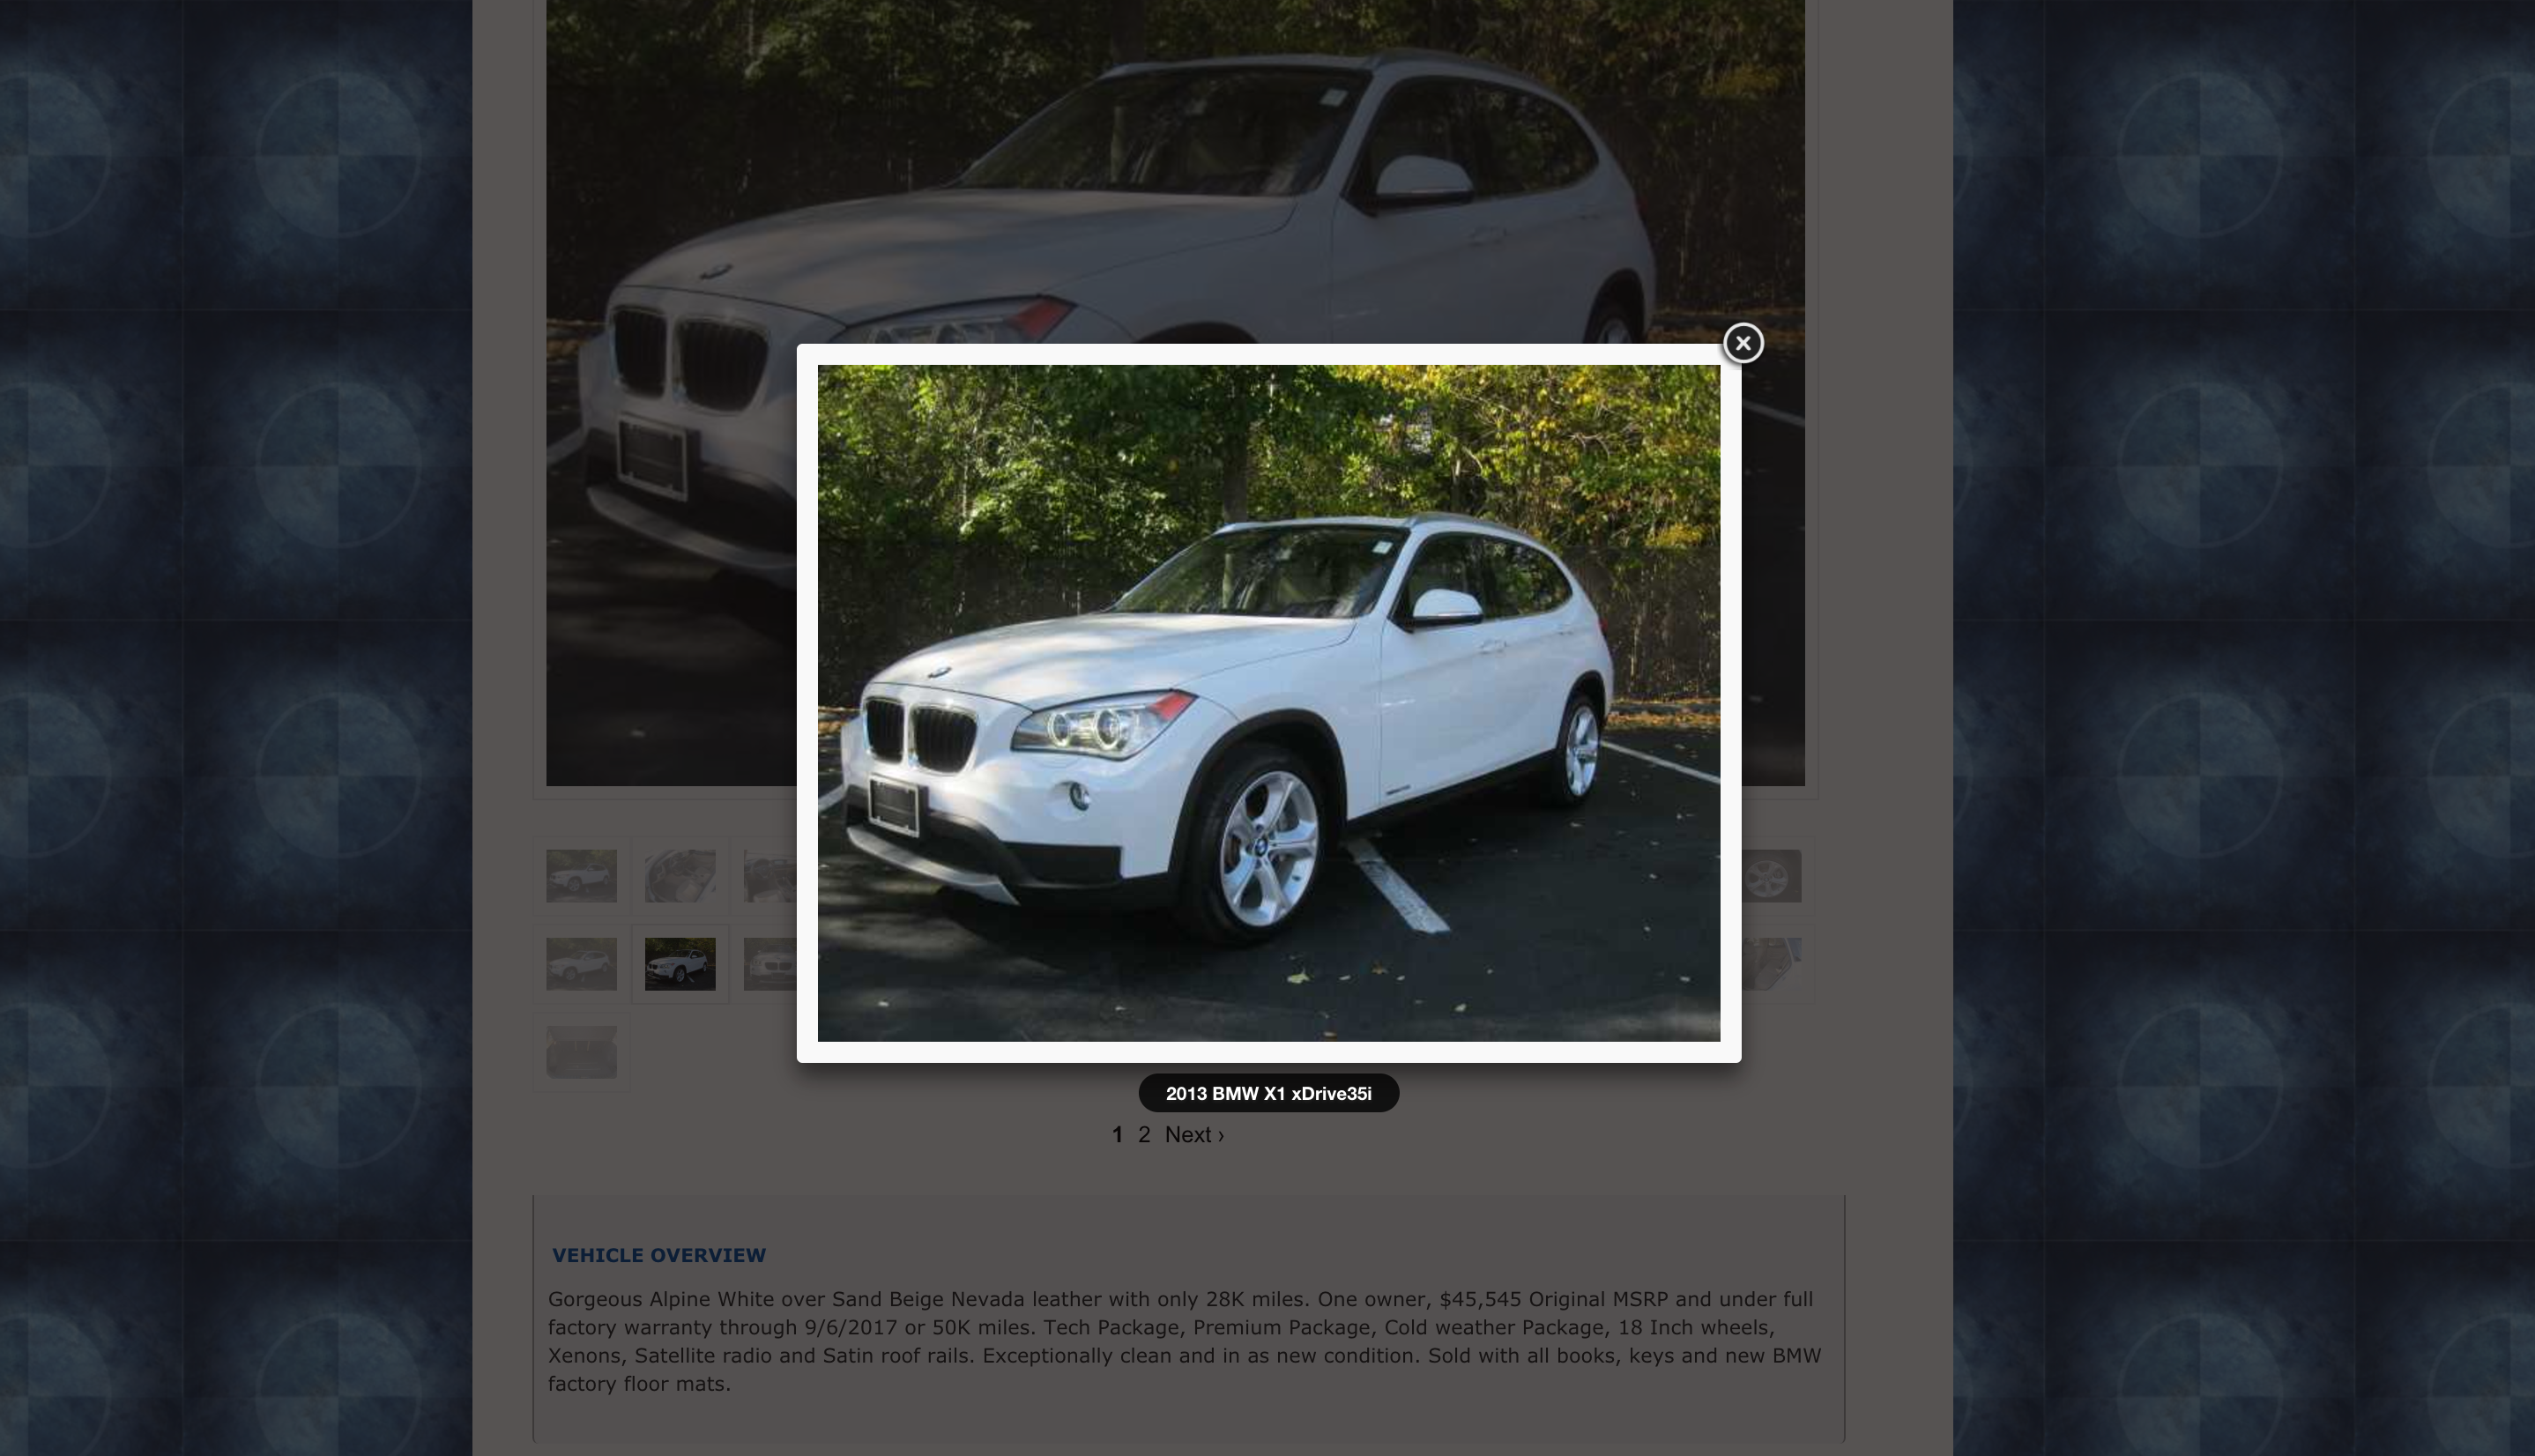 2013 BMW X1 xDrive35i
1 2 Next ›
VEHICLE OVERVIEW
Gorgeous Alpine White over Sand Beige Nevada leather with only 28K miles. One owner, $45,545 Original MSRP and under full
factory warranty through 9/6/2017 or 50K miles. Tech Package, Premium Package, Cold weather Package, 18 Inch wheels,
Xenons, Satellite radio and Satin roof rails. Exceptionally clean and in as new condition. Sold with all books, keys and new BMW
factory floor mats.